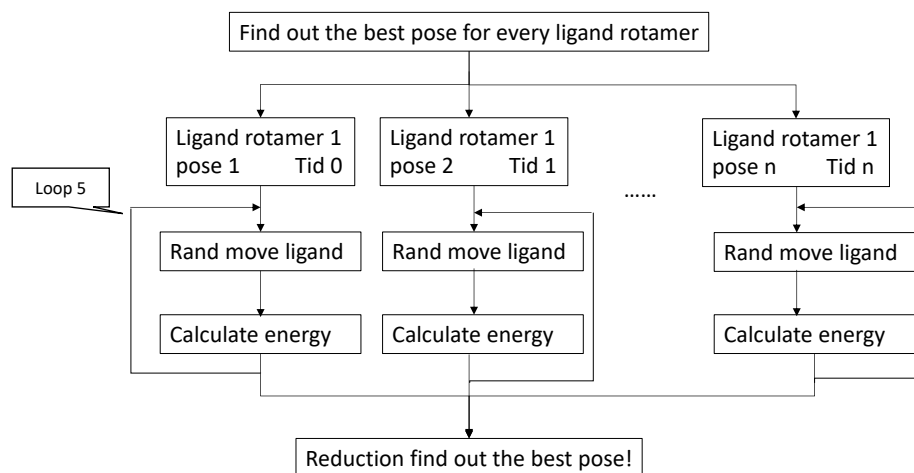 Find out the best pose for every ligand rotamer
Ligand rotamer 1
pose 1 Tid 0
Ligand rotamer 1
pose 2 Tid 1
Ligand rotamer 1
pose n Tid n
......
Loop 5
Rand move ligand
Rand move ligand
Rand move ligand
Calculate energy
Calculate energy
Calculate energy
Reduction find out the best pose!